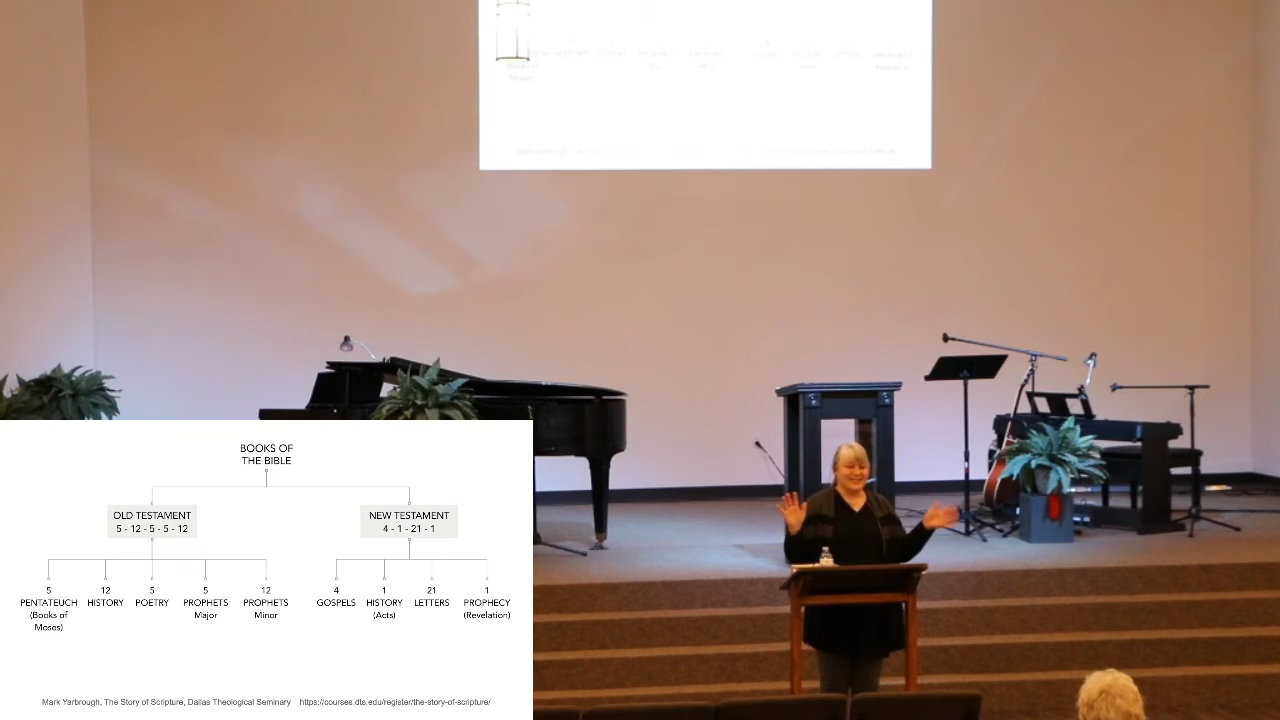 BOOKS OF
THE BIBLE
OLD TESTAMENT
5 - 12 - 5 - 5 - 12
NEW TESTAMENT
4 - 1 - 21 - 1
5 12 5 5 12 4 1 21 1
PENTATEUCH HISTORY POETRY PROPHETS PROPHETS GOSPELS HISTORY LETTERS PROPHECY
(Books of Major Minor (Acts) (Revelation)
Moses)
Mark Yarbrough, The Story of Scripture, Dallas Theological Seminary https://courses.dts.edu/register/the-story-of-scripture/